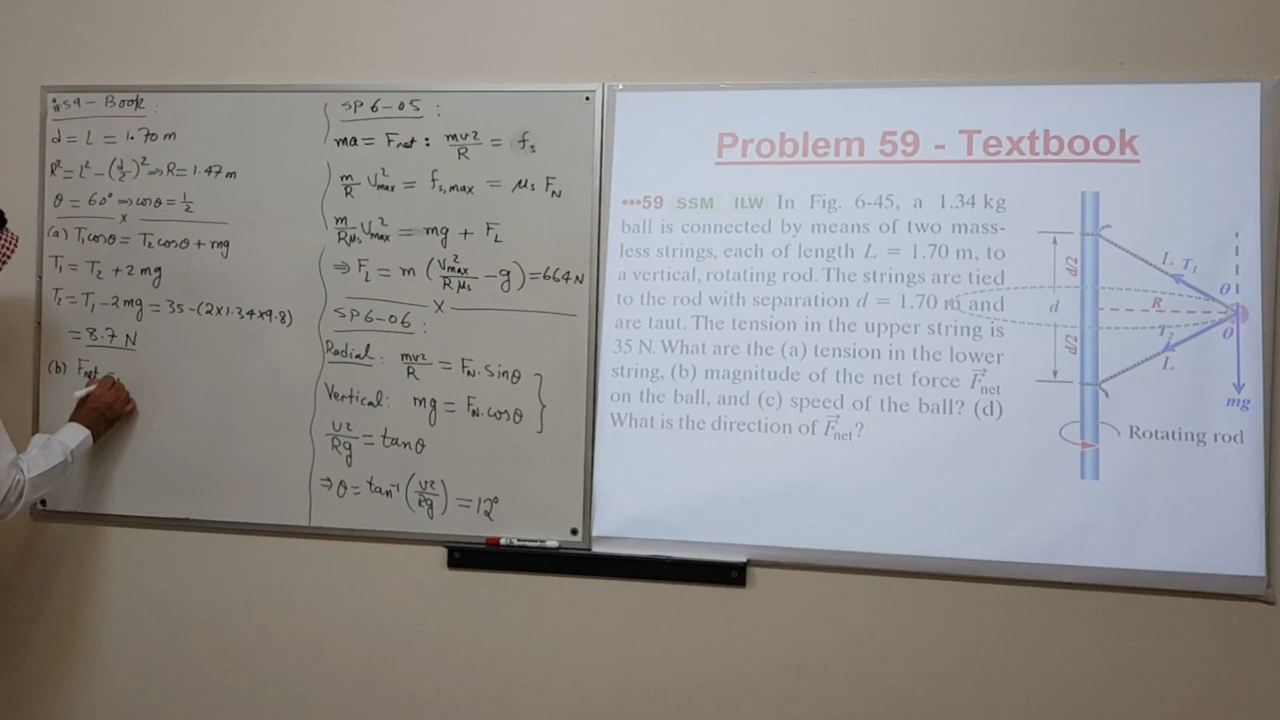 #59 - Book :
d = L = 1.70 m
R² = L² - (d/2)² ⇒ R = 1.47 m
θ = 60° ⇒ cosθ = 1/2
x
(a) T₁cosθ = T₂cosθ + mg
T₁ = T₂ + 2mg
T₂ = T₁ - 2mg = 35 - (2×1.34×9.8)
= 8.7 N
(b) Fnet =
SP 6-05 :
ma = Fnet : mv²/R = fs
m/R v²max = fs,max = μs FN
m/Rμs v²max = mg + FL
⇒ FL = m (v²max/Rμs - g) = 664 N
x
SP6-06 :
Radial : mv²/R = FN. sinθ
Vertical : mg = FN. cosθ
v²/Rg = tanθ
⇒ θ = tan⁻¹ (v²/Rg) = 12°
Problem 59 - Textbook
•••59 SSM ILW In Fig. 6-45, a 1.34 kg
ball is connected by means of two mass-
less strings, each of length L = 1.70 m, to
a vertical, rotating rod. The strings are tied
to the rod with separation d = 1.70 m and
are taut. The tension in the upper string is
35 N. What are the (a) tension in the lower
string, (b) magnitude of the net force F⃗net
on the ball, and (c) speed of the ball? (d)
What is the direction of F⃗net?
d/2
L
T₁
θ
d
R
T₂
θ
d/2
L
mg
Rotating rod